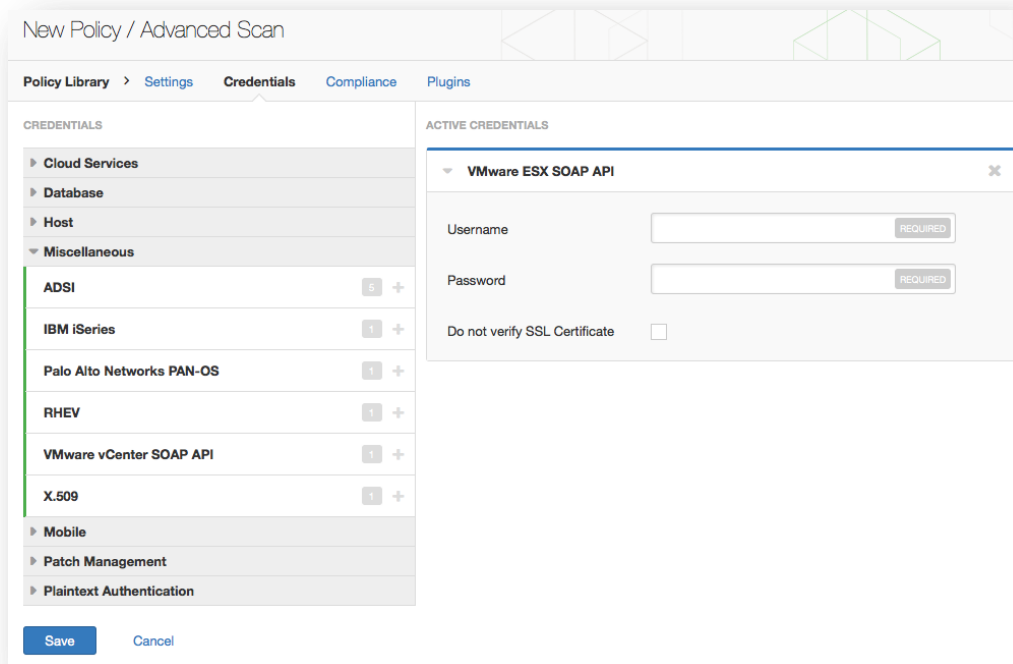 New Policy / Advanced Scan
Policy Library > Settings Credentials Compliance Plugins
CREDENTIALS
Cloud Services
Database
Host
Miscellaneous
ADSI 5 +
IBM iSeries 1 +
Palo Alto Networks PAN-OS 1 +
RHEV 1 +
VMware vCenter SOAP API 1 +
X.509 1 +
Mobile
Patch Management
Plaintext Authentication
Save Cancel
ACTIVE CREDENTIALS
VMware ESX SOAP API
Username REQUIRED
Password REQUIRED
Do not verify SSL Certificate